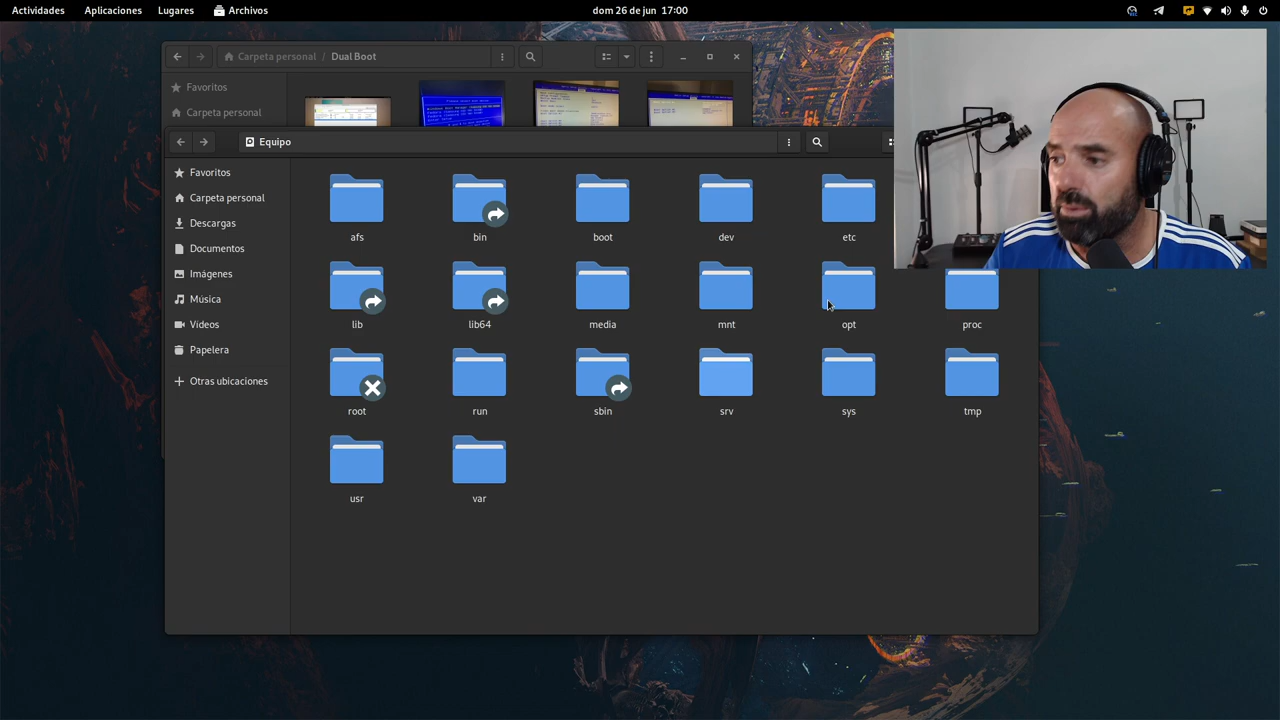 Actividades Aplicaciones Lugares Archivos dom 26 de jun 17:00
Carpeta personal / Dual Boot
Favoritos
Carpeta personal
Equipo
Favoritos
Carpeta personal
Descargas
Documentos
Imágenes
Música
Vídeos
Papelera
Otras ubicaciones
afs bin boot dev etc
lib lib64 media mnt opt proc
root run sbin srv sys tmp
usr var